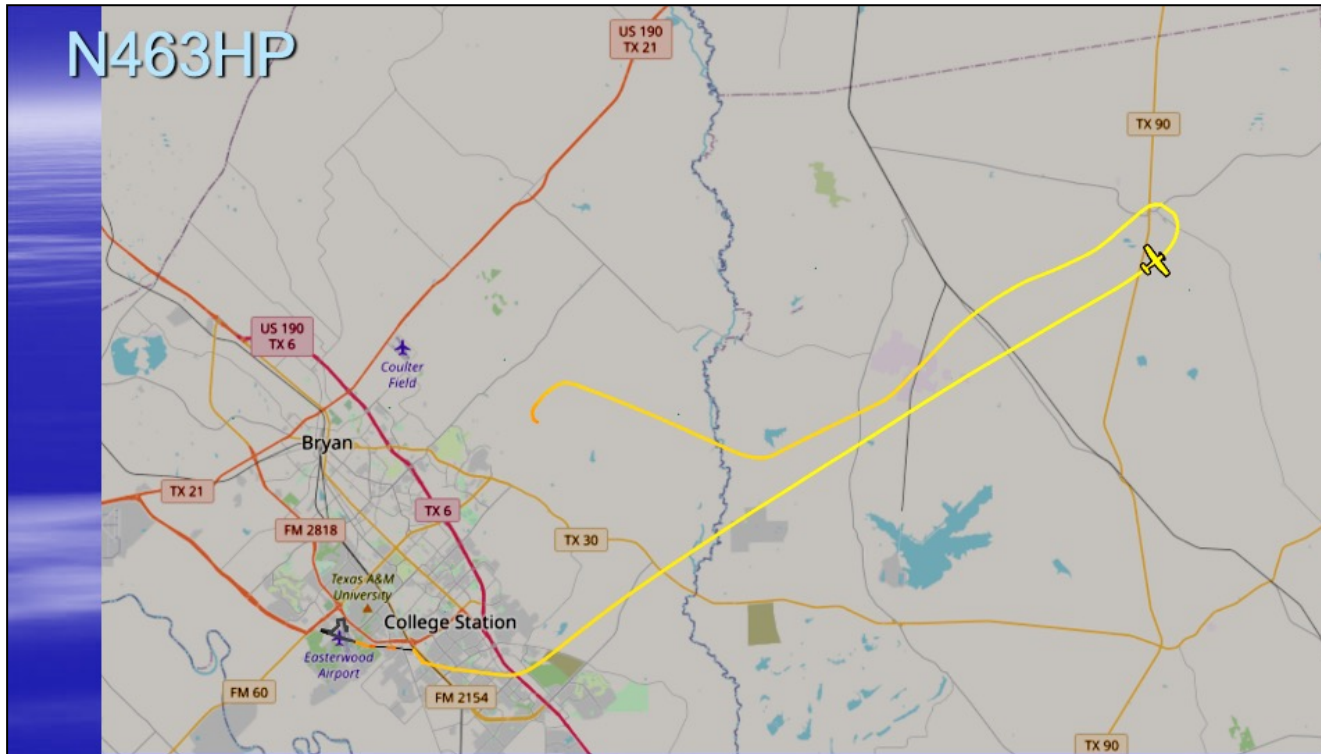 N463HP
US 190
TX 21
TX 90
US 190
TX 6
Coulter
Field
Bryan
TX 21
TX 6
FM 2818
TX 30
Texas A&M
University
College Station
Easterwood
Airport
FM 60
FM 2154
TX 90